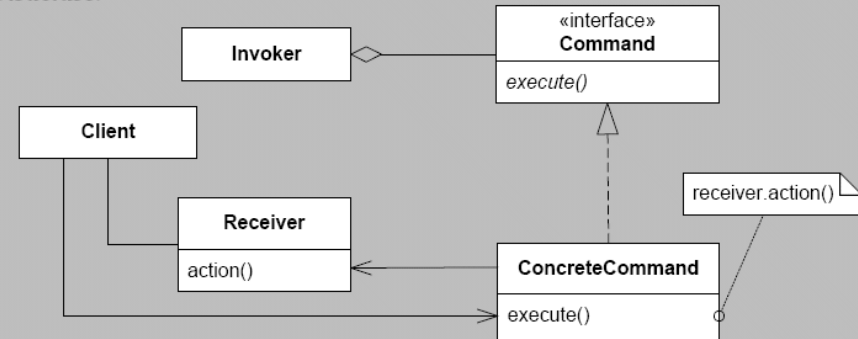 «interface»
Command
Invoker
execute()
Client
receiver.action()
Receiver
action()
ConcreteCommand
execute()